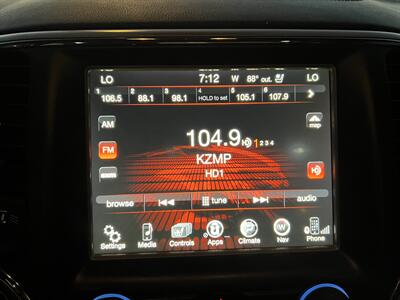 LO 7:12 W 88° out. LO
1 106.5 2 88.1 3 98.1 4 HOLD to set 5 105.1 6 107.9
AM
104.9 HD 1 2 3 4
map
FM
KZMP
HD
HD1
browse tune audio
Settings Media Controls Apps Climate Nav Phone